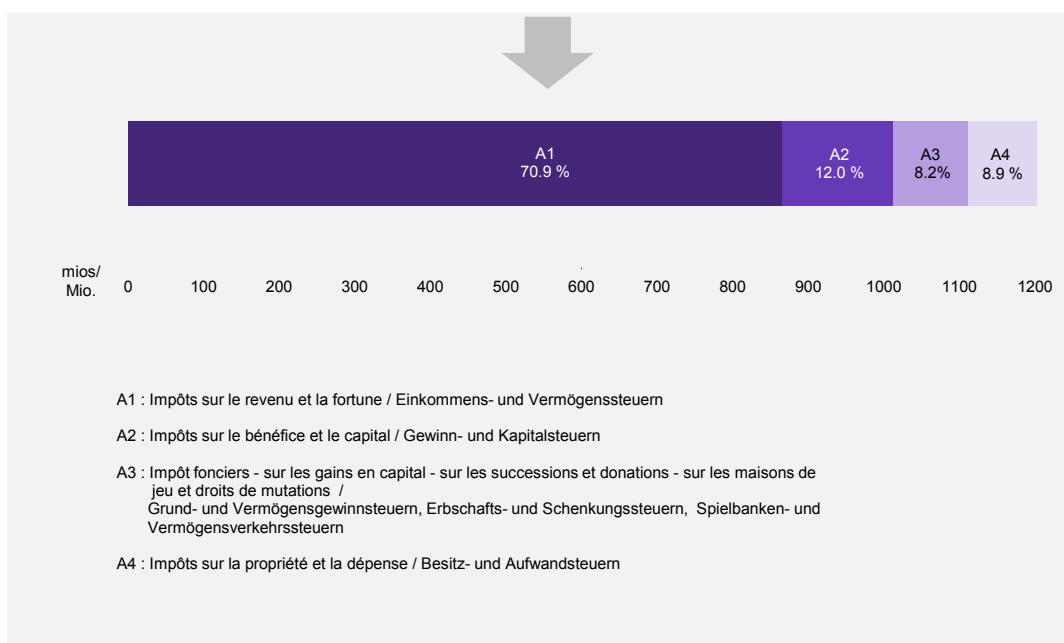 A1
70.9 %
A2
12.0 %
A3
8.2%
A4
8.9 %
mios/
Mio.
0 100 200 300 400 500 600 700 800 900 1000 1100 1200
A1 : Impôts sur le revenu et la fortune / Einkommens- und Vermögenssteuern
A2 : Impôts sur le bénéfice et le capital / Gewinn- und Kapitalsteuern
A3 : Impôt fonciers - sur les gains en capital - sur les successions et donations - sur les maisons de
jeu et droits de mutations /
Grund- und Vermögensgewinnsteuern, Erbschafts- und Schenkungssteuern, Spielbanken- und
Vermögensverkehrssteuern
A4 : Impôts sur la propriété et la dépense / Besitz- und Aufwandsteuern